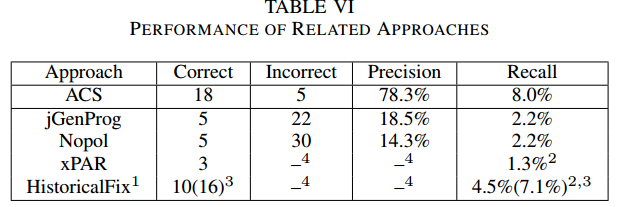 TABLE VI
PERFORMANCE OF RELATED APPROACHES
Approach Correct Incorrect Precision Recall
ACS 18 5 78.3% 8.0%
jGenProg 5 22 18.5% 2.2%
Nopol 5 30 14.3% 2.2%
xPAR 3 –⁴ –⁴ 1.3%²
HistoricalFix¹ 10(16)³ –⁴ –⁴ 4.5%(7.1%)²,³